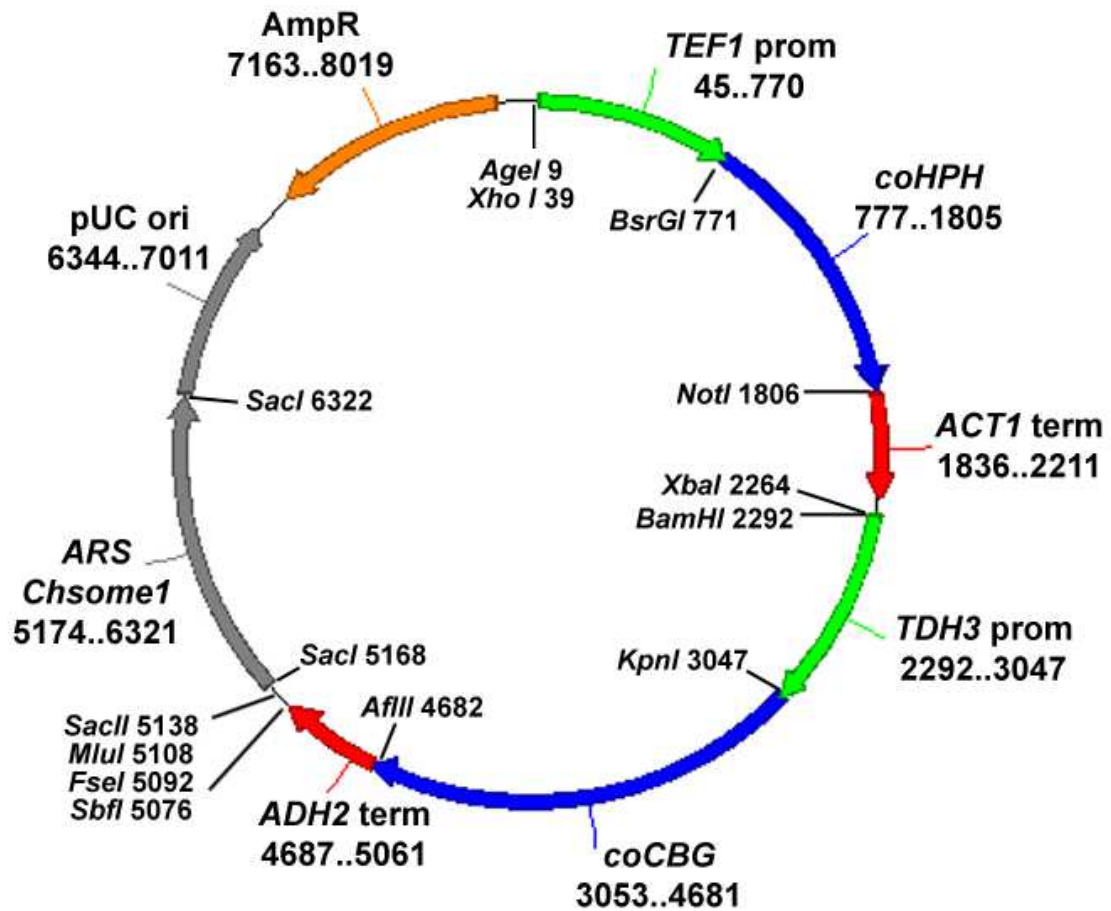 AmpR
7163..8019
TEF1 prom
45..770
AgeI 9
Xho I 39
BsrGI 771
coHPH
777..1805
pUC ori
6344..7011
SacI 6322
NotI 1806
ACT1 term
1836..2211
XbaI 2264
BamHI 2292
ARS
Chsome1
5174..6321
TDH3 prom
2292..3047
KpnI 3047
SacI 5168
AflII 4682
SacII 5138
MluI 5108
FseI 5092
SbfI 5076
ADH2 term
4687..5061
coCBG
3053..4681